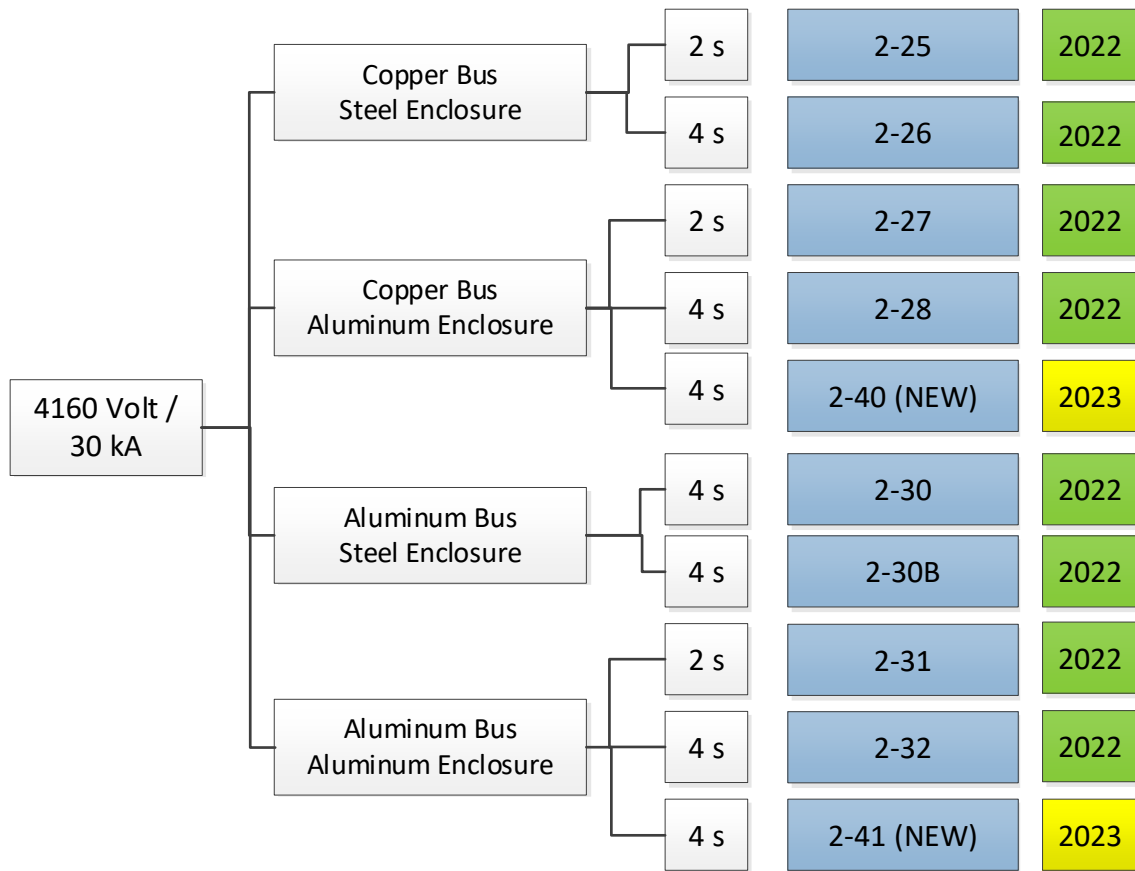 4160 Volt /
30 kA
Copper Bus
Steel Enclosure
2 s
2-25
2022
4 s
2-26
2022
Copper Bus
Aluminum Enclosure
2 s
2-27
2022
4 s
2-28
2022
4 s
2-40 (NEW)
2023
Aluminum Bus
Steel Enclosure
4 s
2-30
2022
4 s
2-30B
2022
Aluminum Bus
Aluminum Enclosure
2 s
2-31
2022
4 s
2-32
2022
4 s
2-41 (NEW)
2023